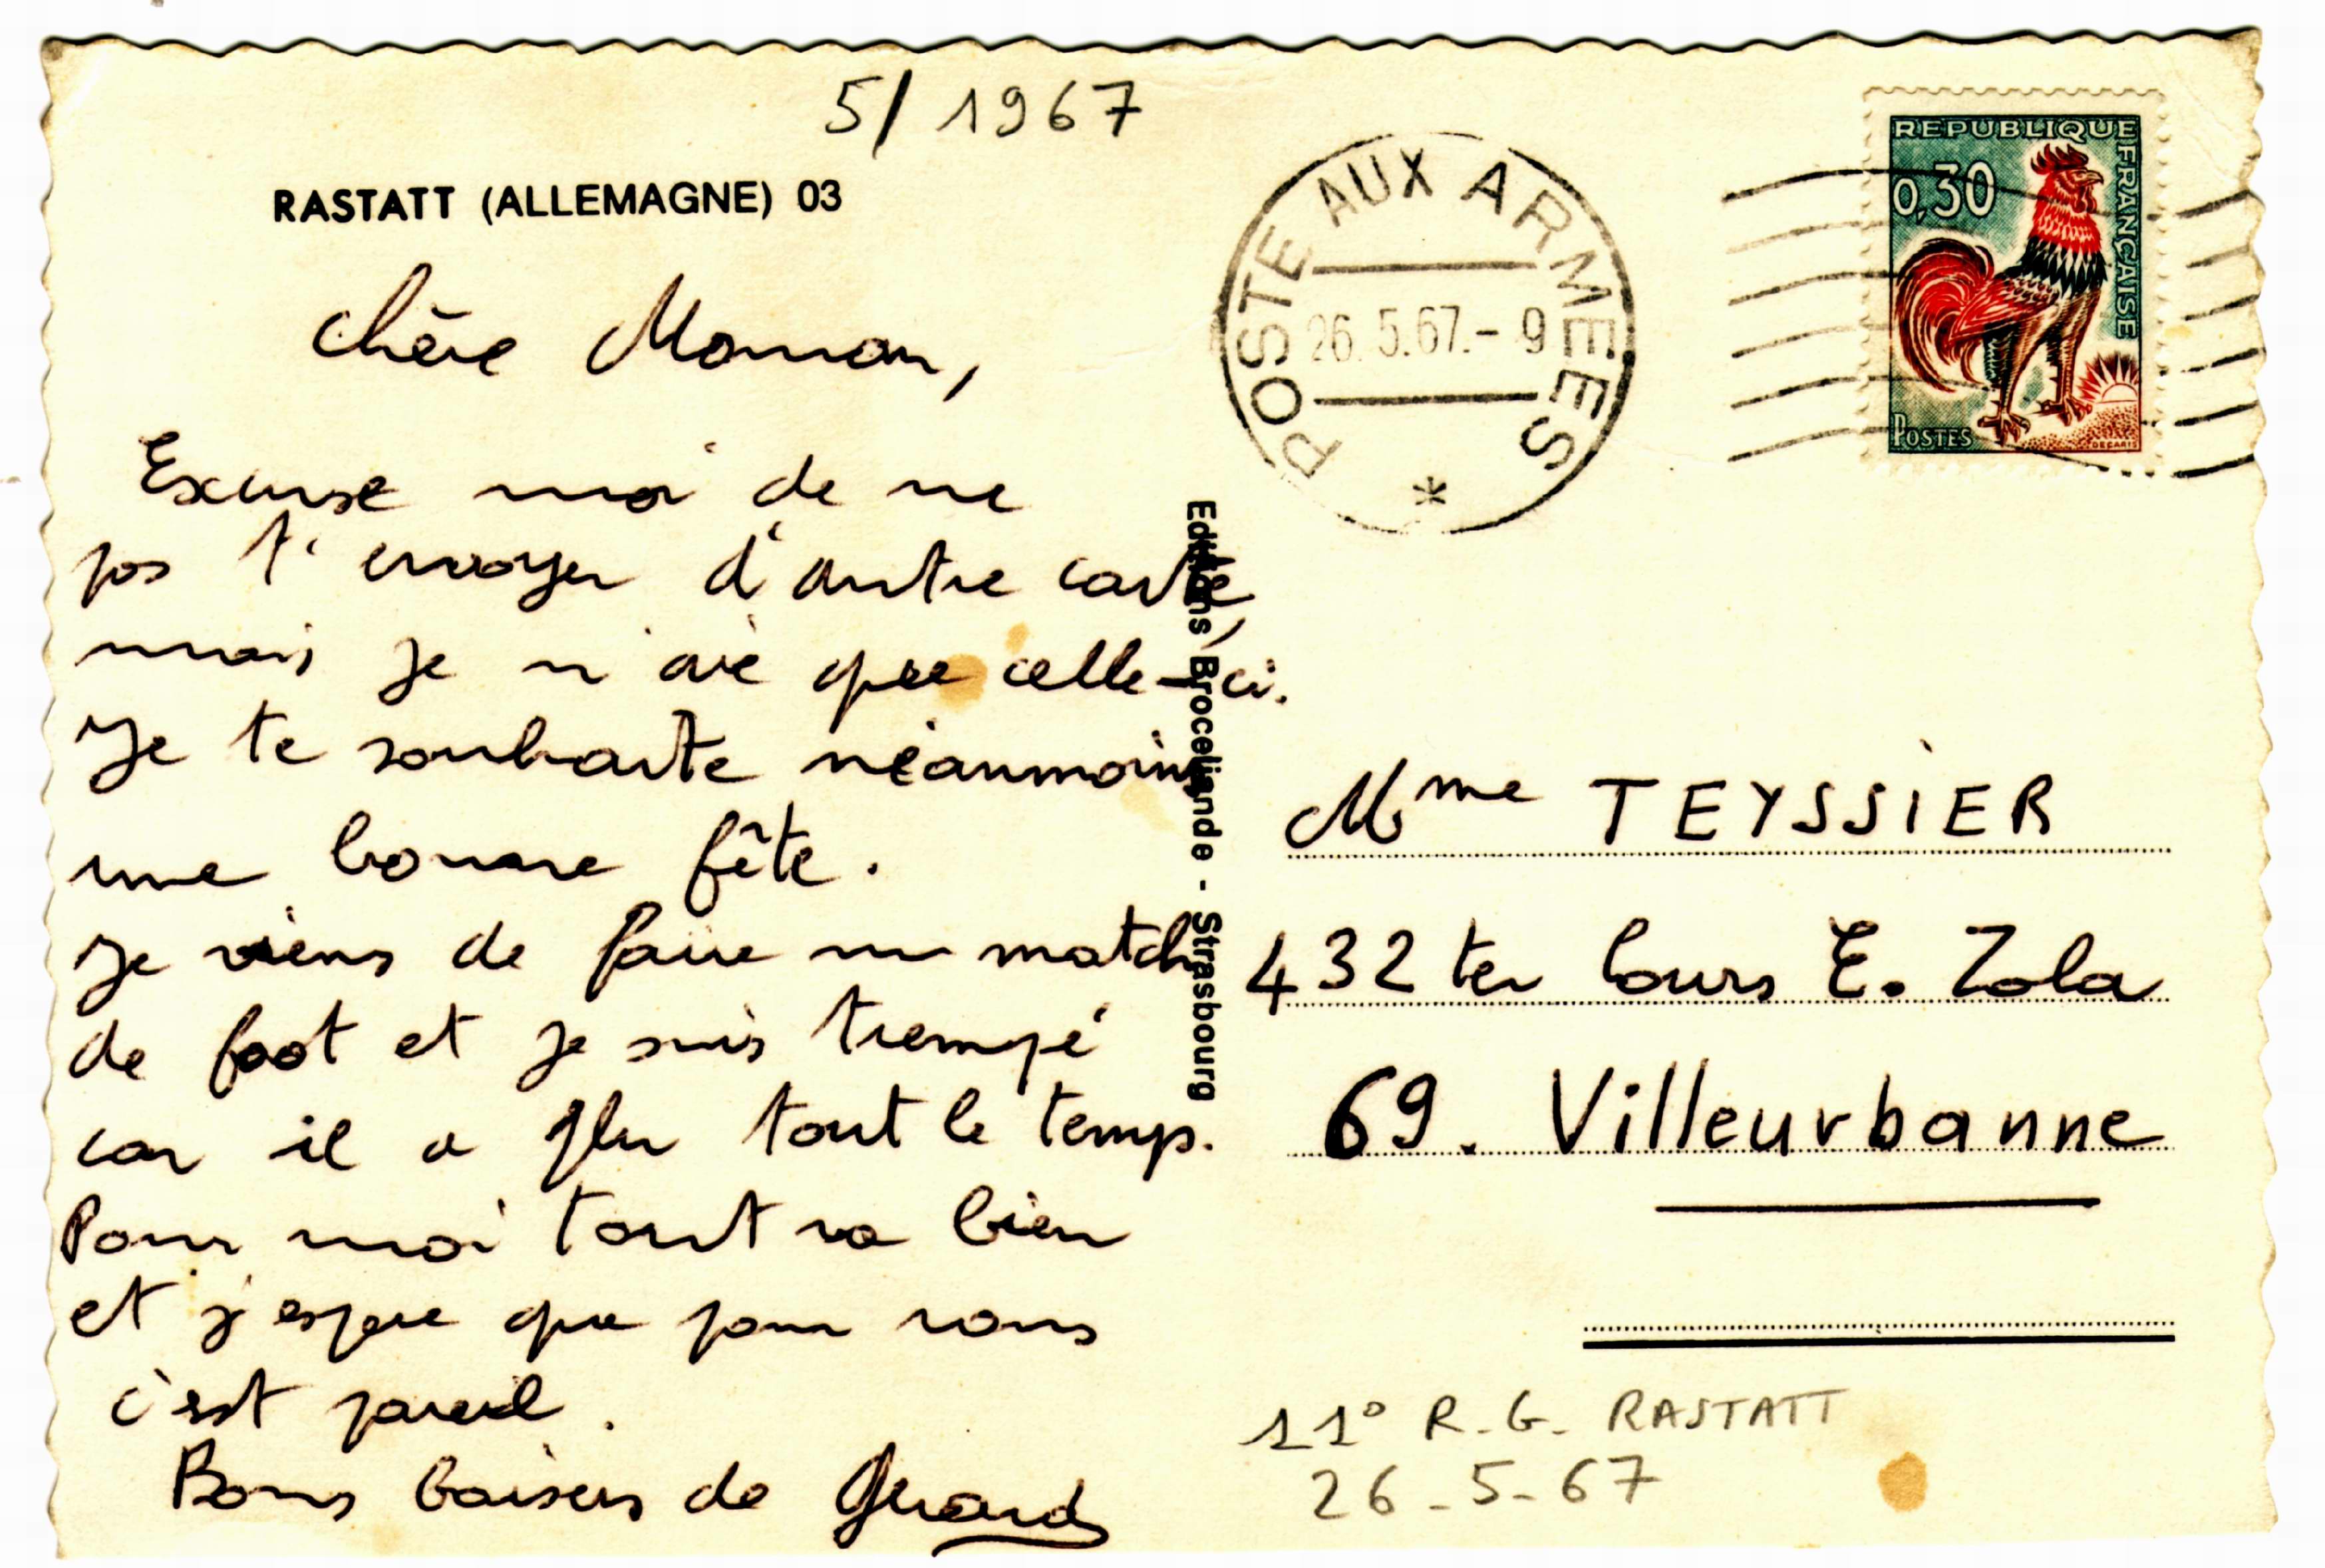 5/ 1967
RASTATT (ALLEMAGNE) 03
Chère Maman,
Excuse moi de ne
pas t'envoyer d'autre carte,
mais je n'ai que celle-ci.
Je te souhaite néanmoins
une bonne fête.
Je viens de faire un match
de foot et je suis trempé
car il a plu tout le temps.
Pour moi tout va bien
et j'espere que pour vous
c'est pareil.
Bons baisers de Gérard
Editions Broceliande - Strasbourg
POSTE AUX ARMEES
26.5.67.- 9
*
REPUBLIQUE FRANÇAISE
0,30
POSTES
DECARIS
Mme TEYSSIER
432 ter Cours E. Zola
69. Villeurbanne
11° R.G. RASTATT
26-5-67